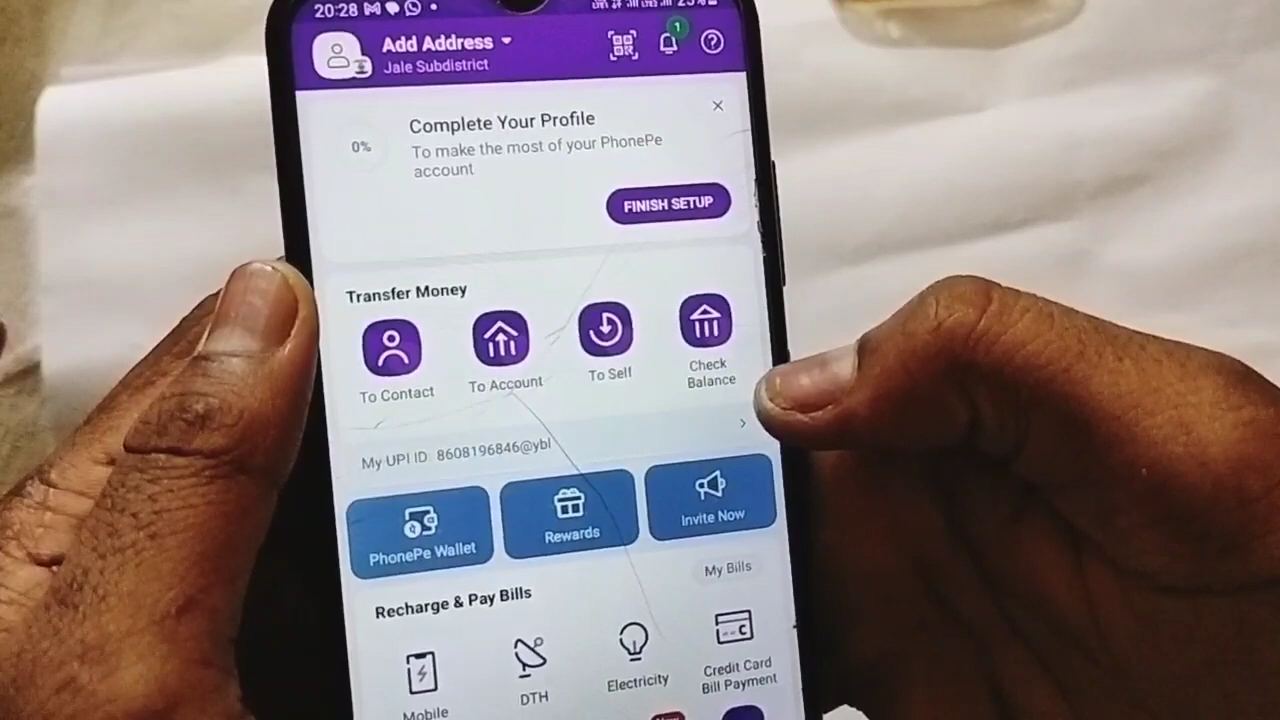 20:28
Add Address
Jale Subdistrict
1
0%
Complete Your Profile
To make the most of your PhonePe
account
FINISH SETUP
Transfer Money
To Contact
To Account
To Self
Check
Balance
My UPI ID: 8608196846@ybl
PhonePe Wallet
Rewards
Invite Now
Recharge & Pay Bills
My Bills
Mobile
DTH
Electricity
Credit Card
Bill Payment